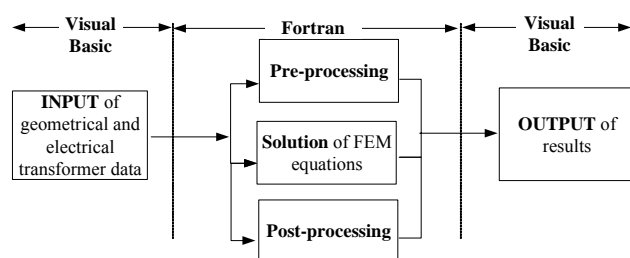 Visual
Basic
Fortran
Visual
Basic
INPUT of
geometrical and
electrical
transformer data
Pre-processing
Solution of FEM
equations
Post-processing
OUTPUT of
results